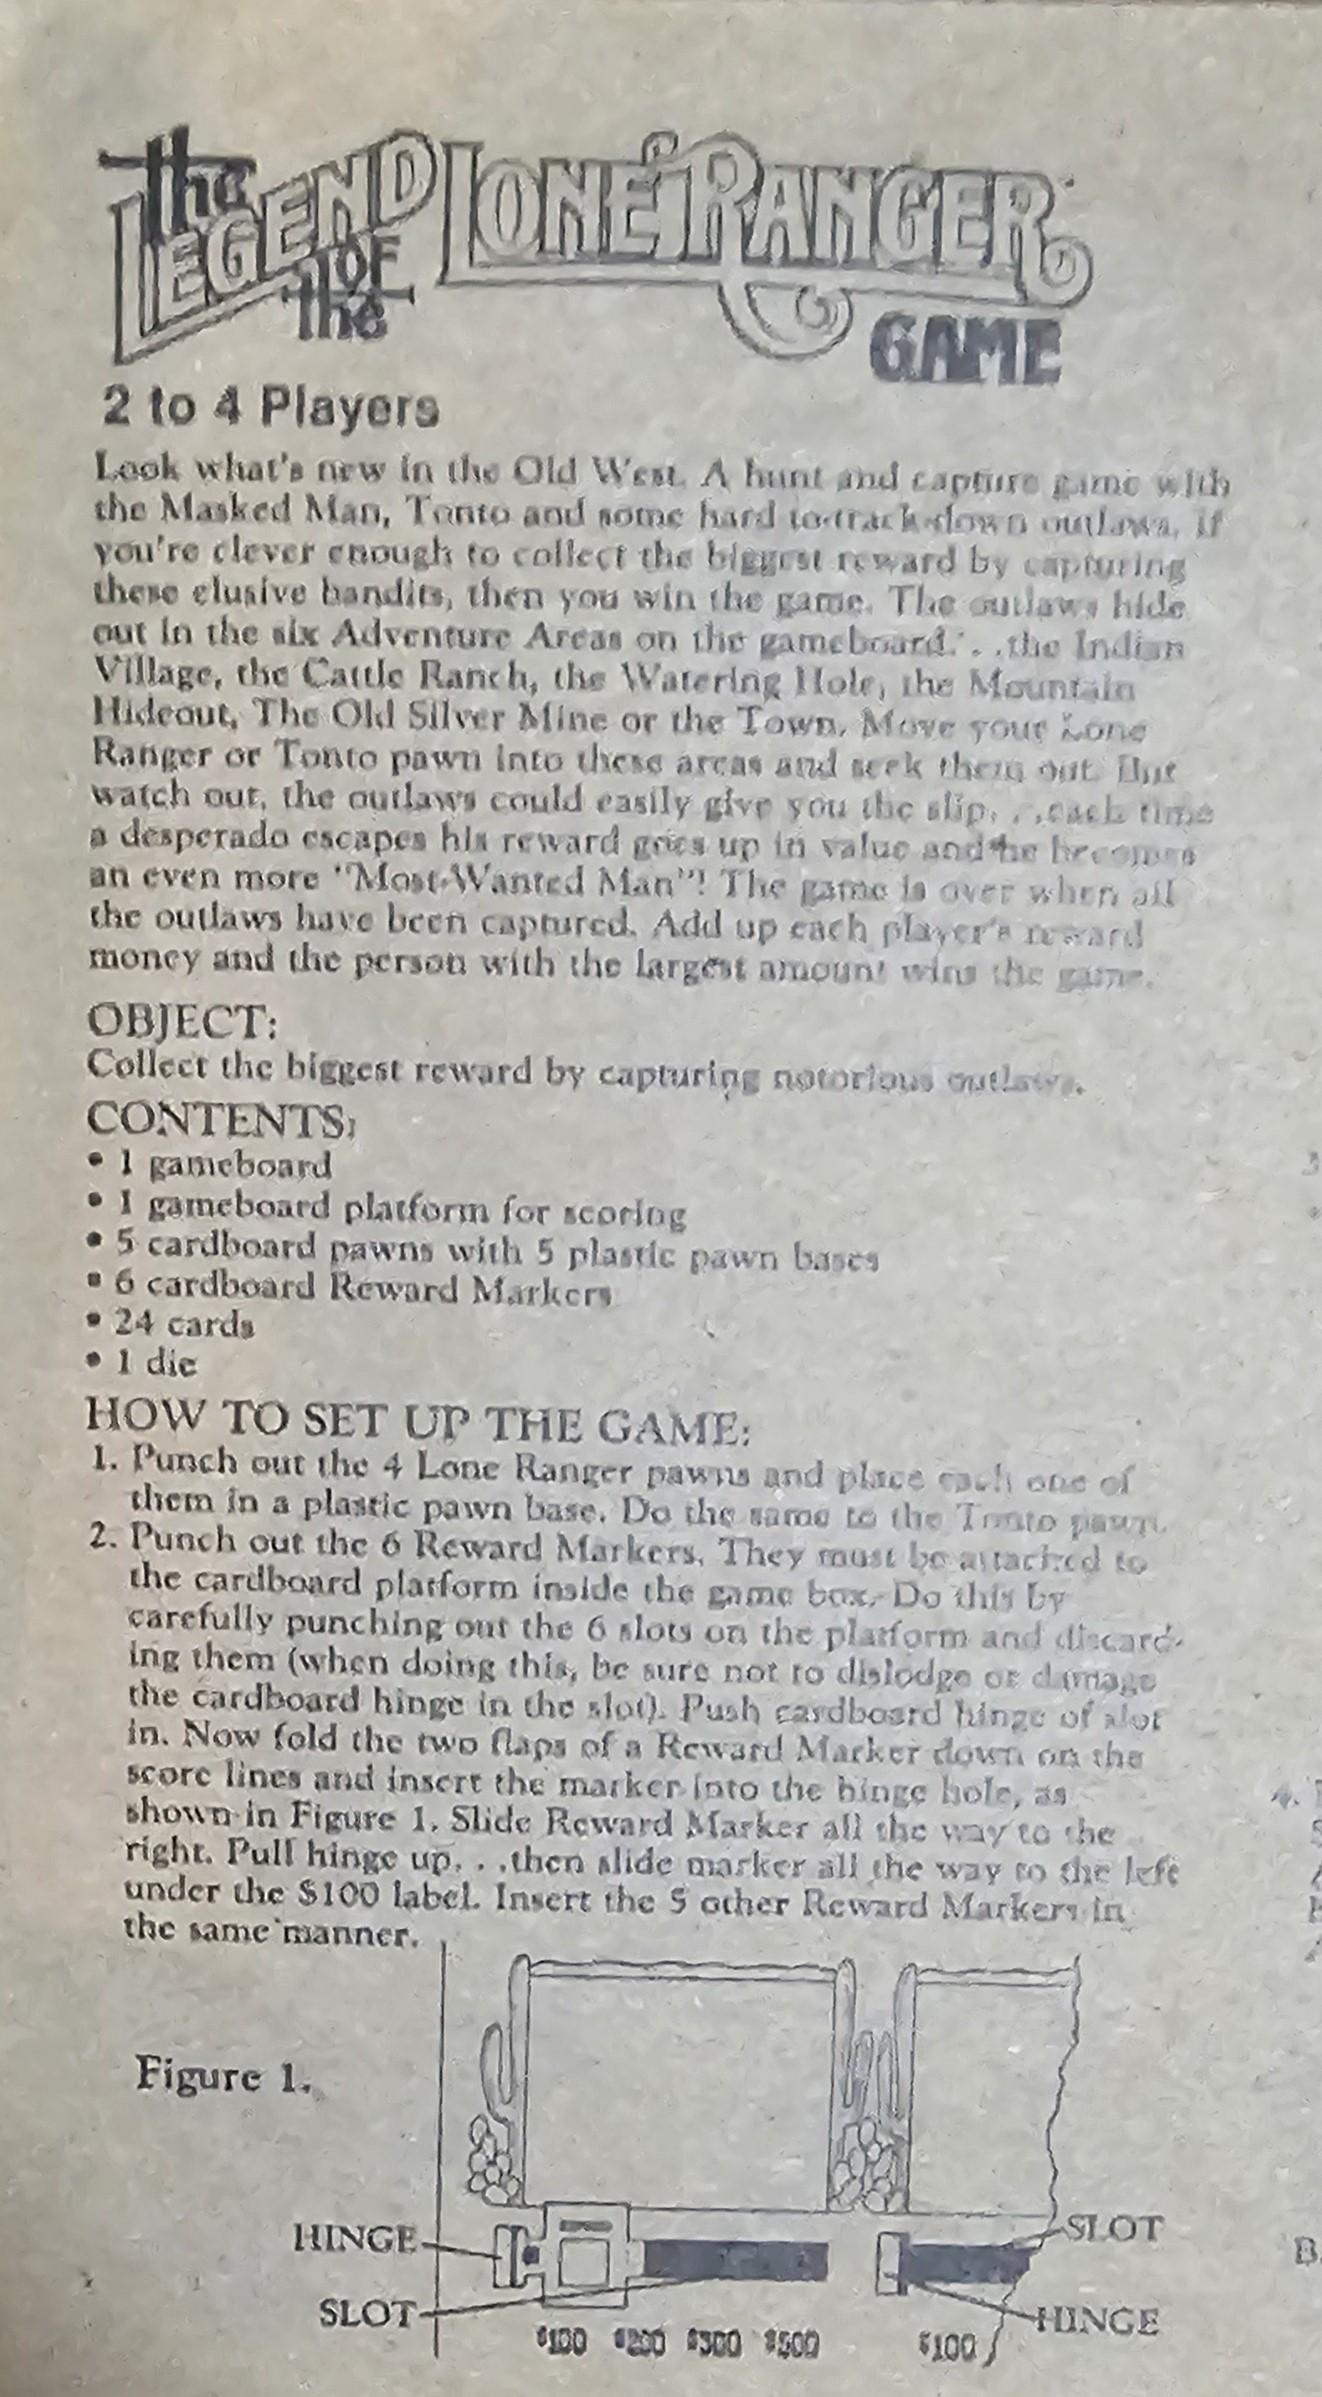 The LEGEND OF The LONE RANGER
GAME
2 to 4 Players
Look what's new in the Old West. A hunt and capture game with
the Masked Man, Tonto and some hard to-track-down outlaws. If
you're clever enough to collect the biggest reward by capturing
these elusive bandits, then you win the game. The outlaws hide
out in the six Adventure Areas on the gameboard. . .the Indian
Village, the Cattle Ranch, the Watering Hole, the Mountain
Hideout, The Old Silver Mine or the Town. Move your Lone
Ranger or Tonto pawn into these areas and seek them out. But
watch out, the outlaws could easily give you the slip. . .each time
a desperado escapes his reward goes up in value and he becomes
an even more "Most-Wanted Man"! The game is over when all
the outlaws have been captured. Add up each player's reward
money and the person with the largest amount wins the game.
OBJECT:
Collect the biggest reward by capturing notorious outlaws.
CONTENTS:
• 1 gameboard
• 1 gameboard platform for scoring
• 5 cardboard pawns with 5 plastic pawn bases
• 6 cardboard Reward Markers
• 24 cards
• 1 die
HOW TO SET UP THE GAME:
1. Punch out the 4 Lone Ranger pawns and place each one of
them in a plastic pawn base. Do the same to the Tonto pawn.
2. Punch out the 6 Reward Markers. They must be attached to
the cardboard platform inside the game box. Do this by
carefully punching out the 6 slots on the platform and discard-
ing them (when doing this, be sure not to dislodge or damage
the cardboard hinge in the slot). Push cardboard hinge of slot
in. Now fold the two flaps of a Reward Marker down on the
score lines and insert the marker into the hinge hole, as
shown in Figure 1. Slide Reward Marker all the way to the
right. Pull hinge up. . .then slide marker all the way to the left
under the $100 label. Insert the 5 other Reward Markers in
the same manner.
Figure 1.
HINGE
SLOT
SLOT
HINGE
$100 $200 $300 $500 $100
4.
B.